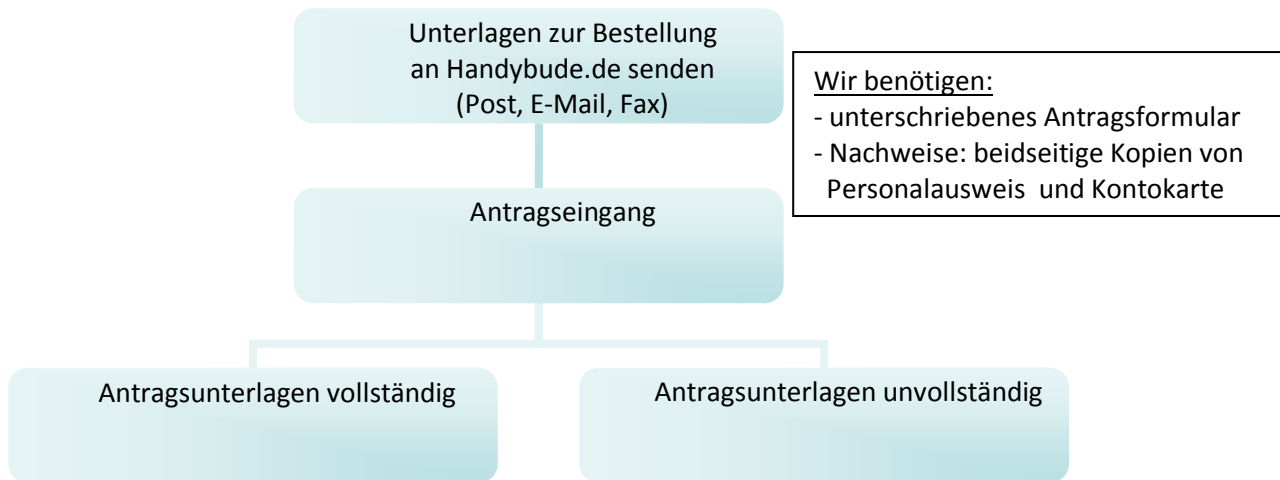 Unterlagen zur Bestellung
an Handybude.de senden
(Post, E-Mail, Fax)
Wir benötigen:
- unterschriebenes Antragsformular
- Nachweise: beidseitige Kopien von
Personalausweis und Kontokarte
Antragseingang
Antragsunterlagen vollständig
Antragsunterlagen unvollständig